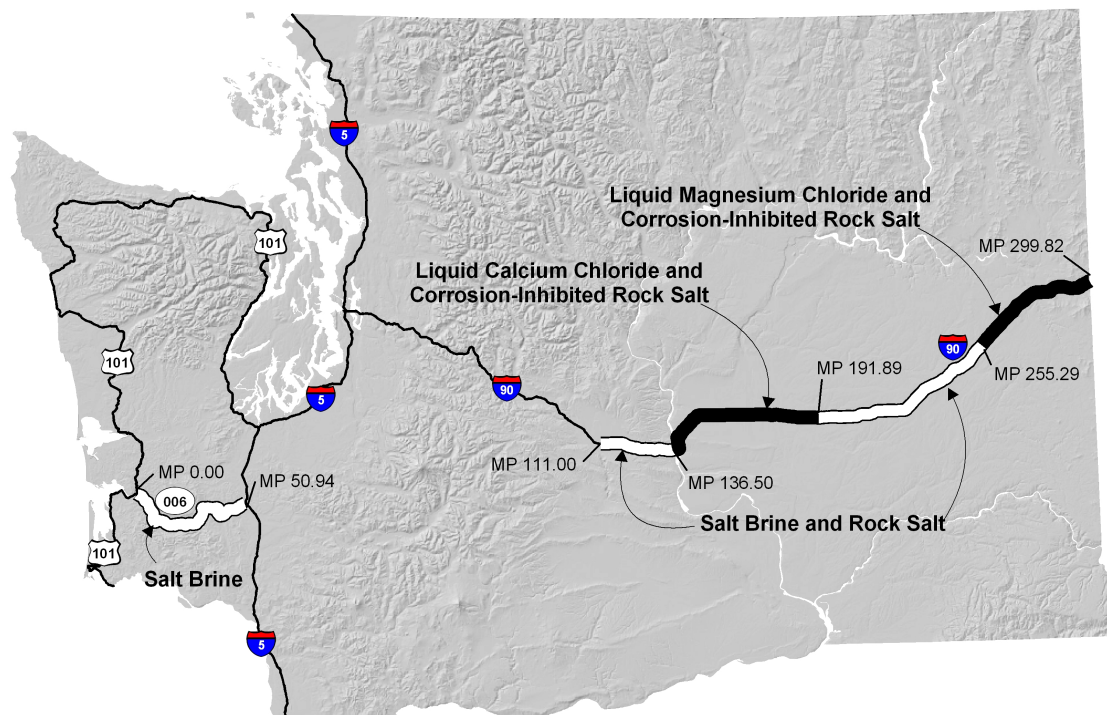 5
Liquid Magnesium Chloride and
Corrosion-Inhibited Rock Salt
101
MP 299.82
Liquid Calcium Chloride and
Corrosion-Inhibited Rock Salt
90
101
MP 191.89
MP 255.29
90
5
MP 111.00
MP 0.00
MP 136.50
MP 50.94
006
Salt Brine and Rock Salt
101
Salt Brine
5